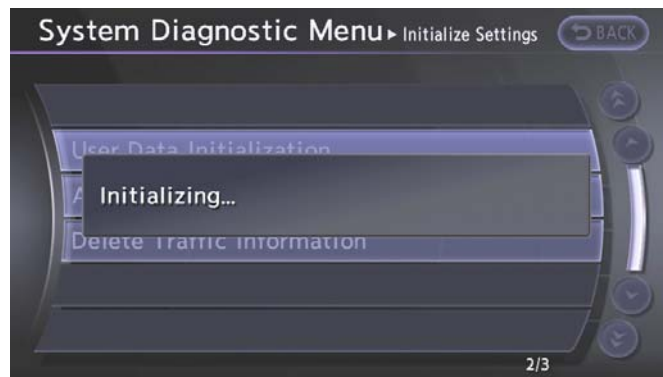 System Diagnostic Menu ▸ Initialize Settings BACK
User Data Initialization
Initializing...
Delete Traffic Information
2/3